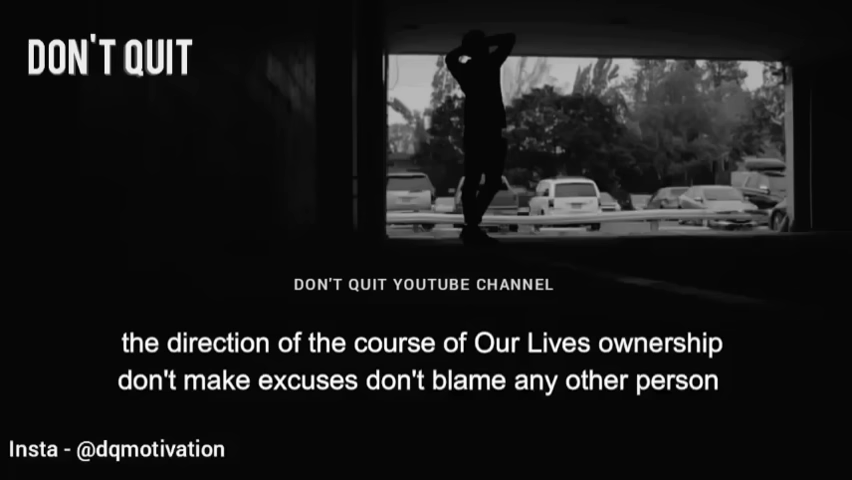 DON'T QUIT
DON'T QUIT YOUTUBE CHANNEL
the direction of the course of Our Lives ownership
don't make excuses don't blame any other person
Insta - @dqmotivation